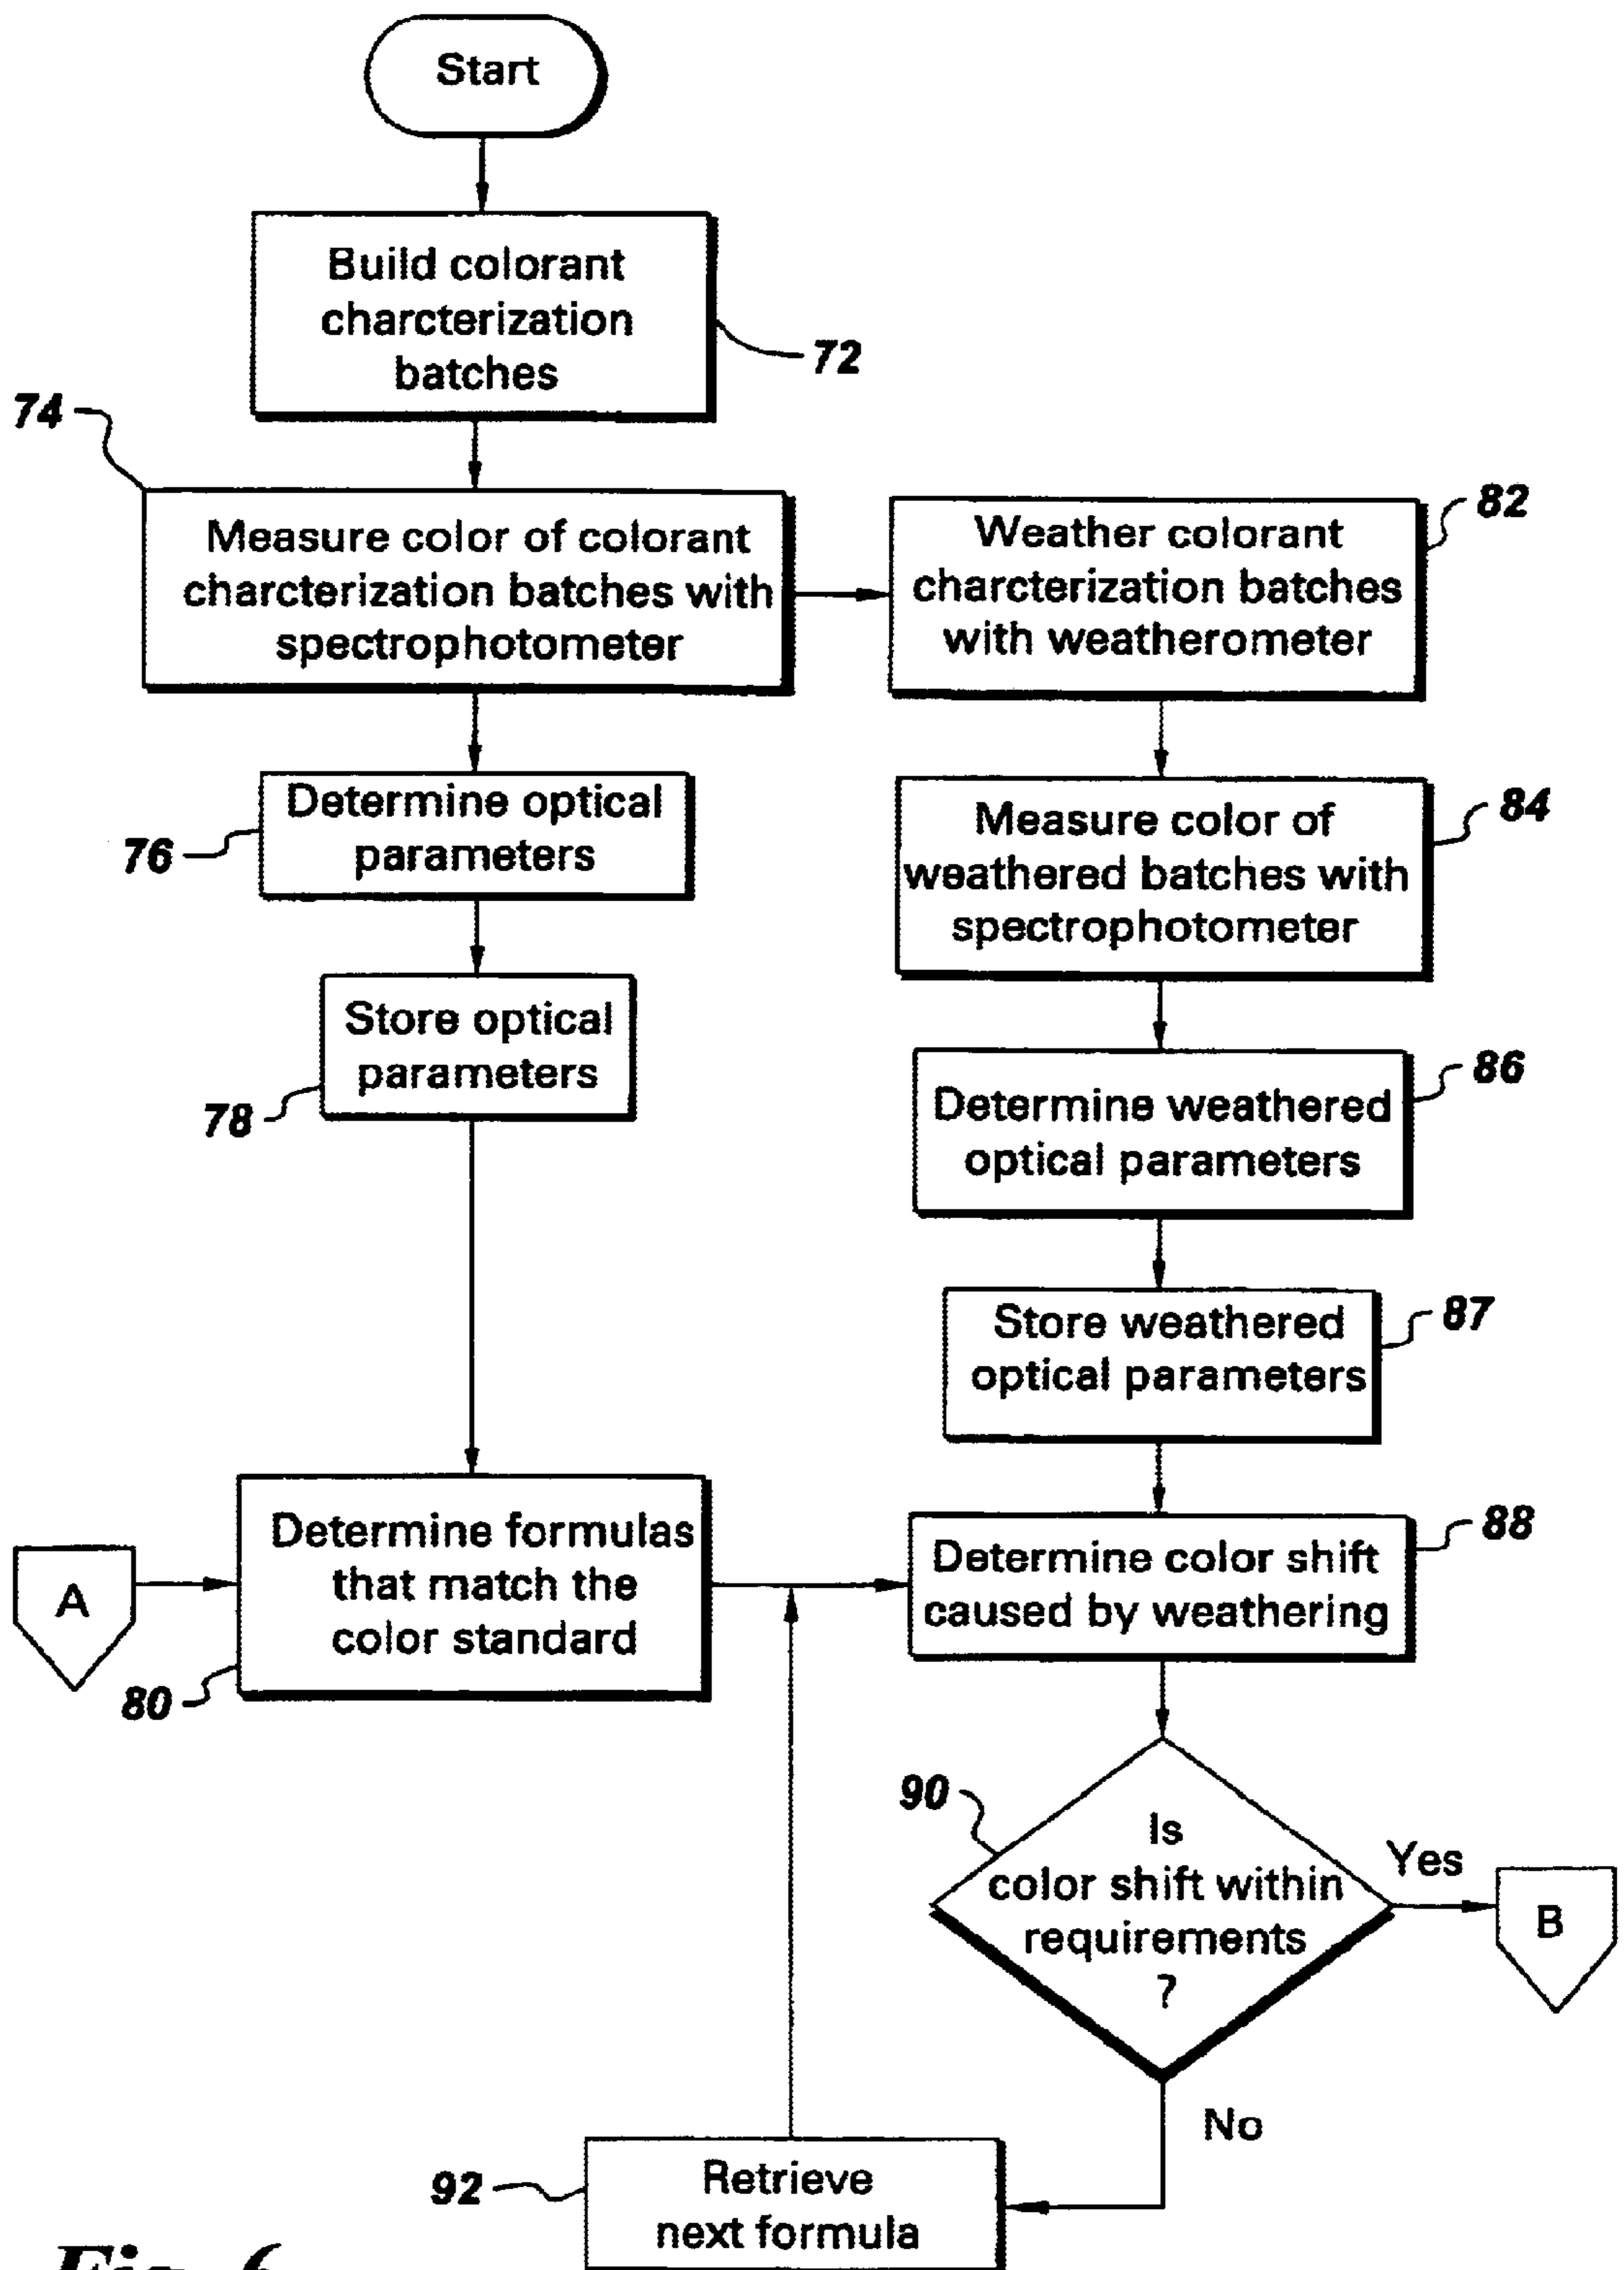 Start
Build colorant
charcterization
batches
72
74
Measure color of colorant
charcterization batches with
spectrophotometer
82
Weather colorant
charcterization batches
with weatherometer
76
Determine optical
parameters
84
Measure color of
weathered batches with
spectrophotometer
78
Store optical
parameters
86
Determine weathered
optical parameters
87
Store weathered
optical parameters
A
80
Determine formulas
that match the
color standard
88
Determine color shift
caused by weathering
90
Is
color shift within
requirements
?
Yes
B
No
92
Retrieve
next formula
Fig. 6